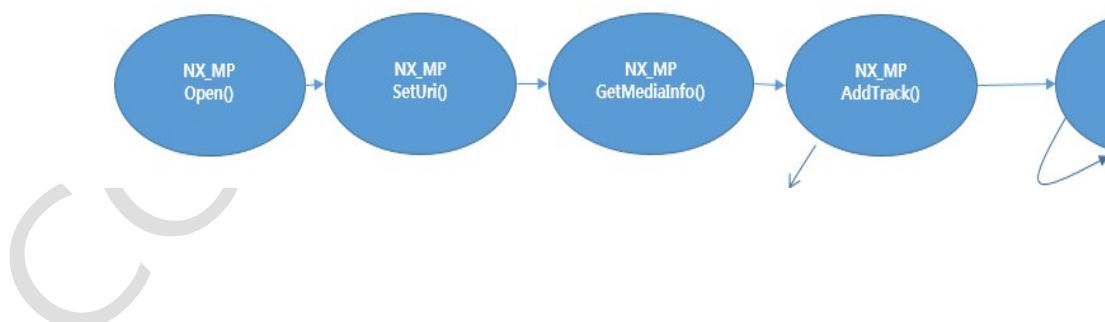 NX_MP
Open()
NX_MP
SetUri()
NX_MP
GetMediaInfo()
NX_MP
AddTrack()